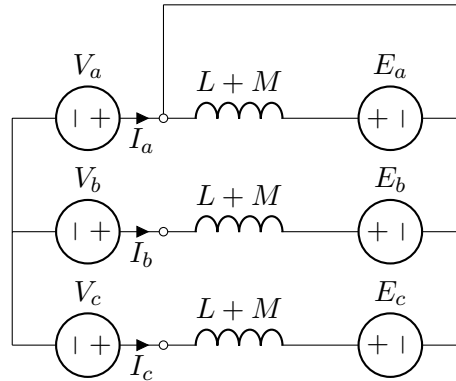 V_a L + M E_a
I_a
V_b L + M E_b
I_b
V_c L + M E_c
I_c